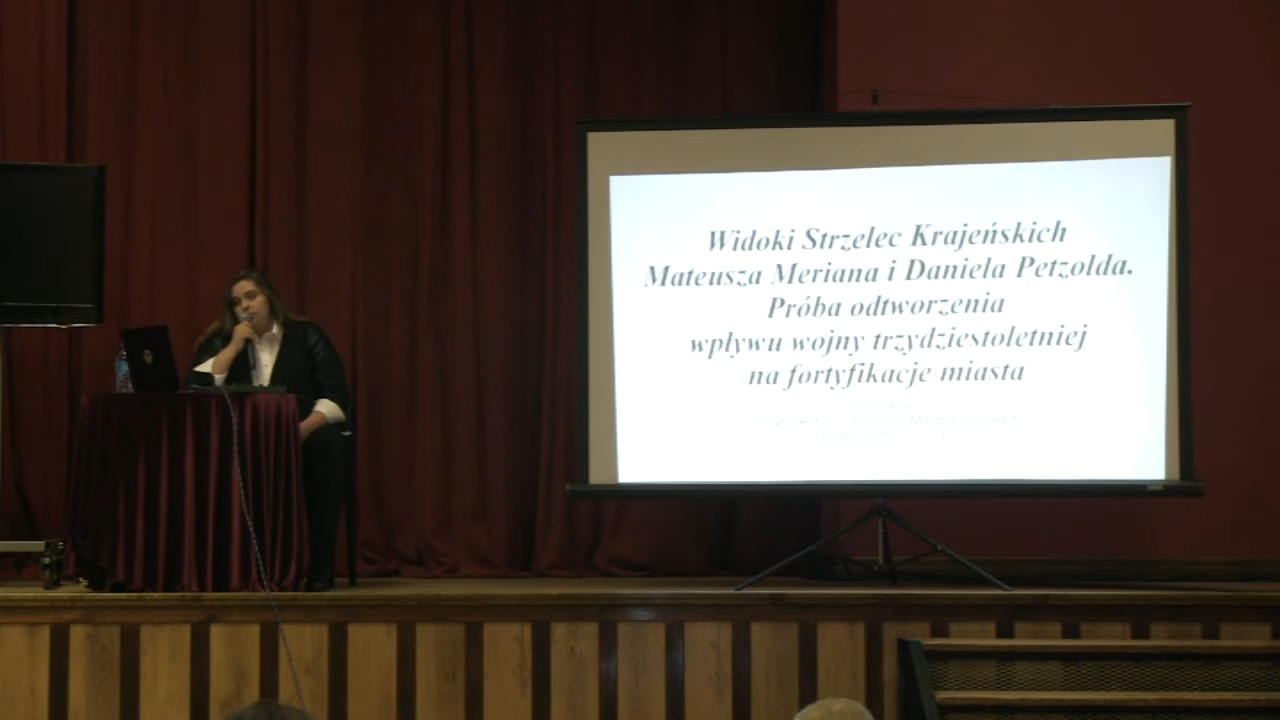 Widoki Strzelec Krajeńskich
Mateusza Meriana i Daniela Petzolda.
Próba odtworzenia
wpływu wojny trzydziestoletniej
na fortyfikacje miasta